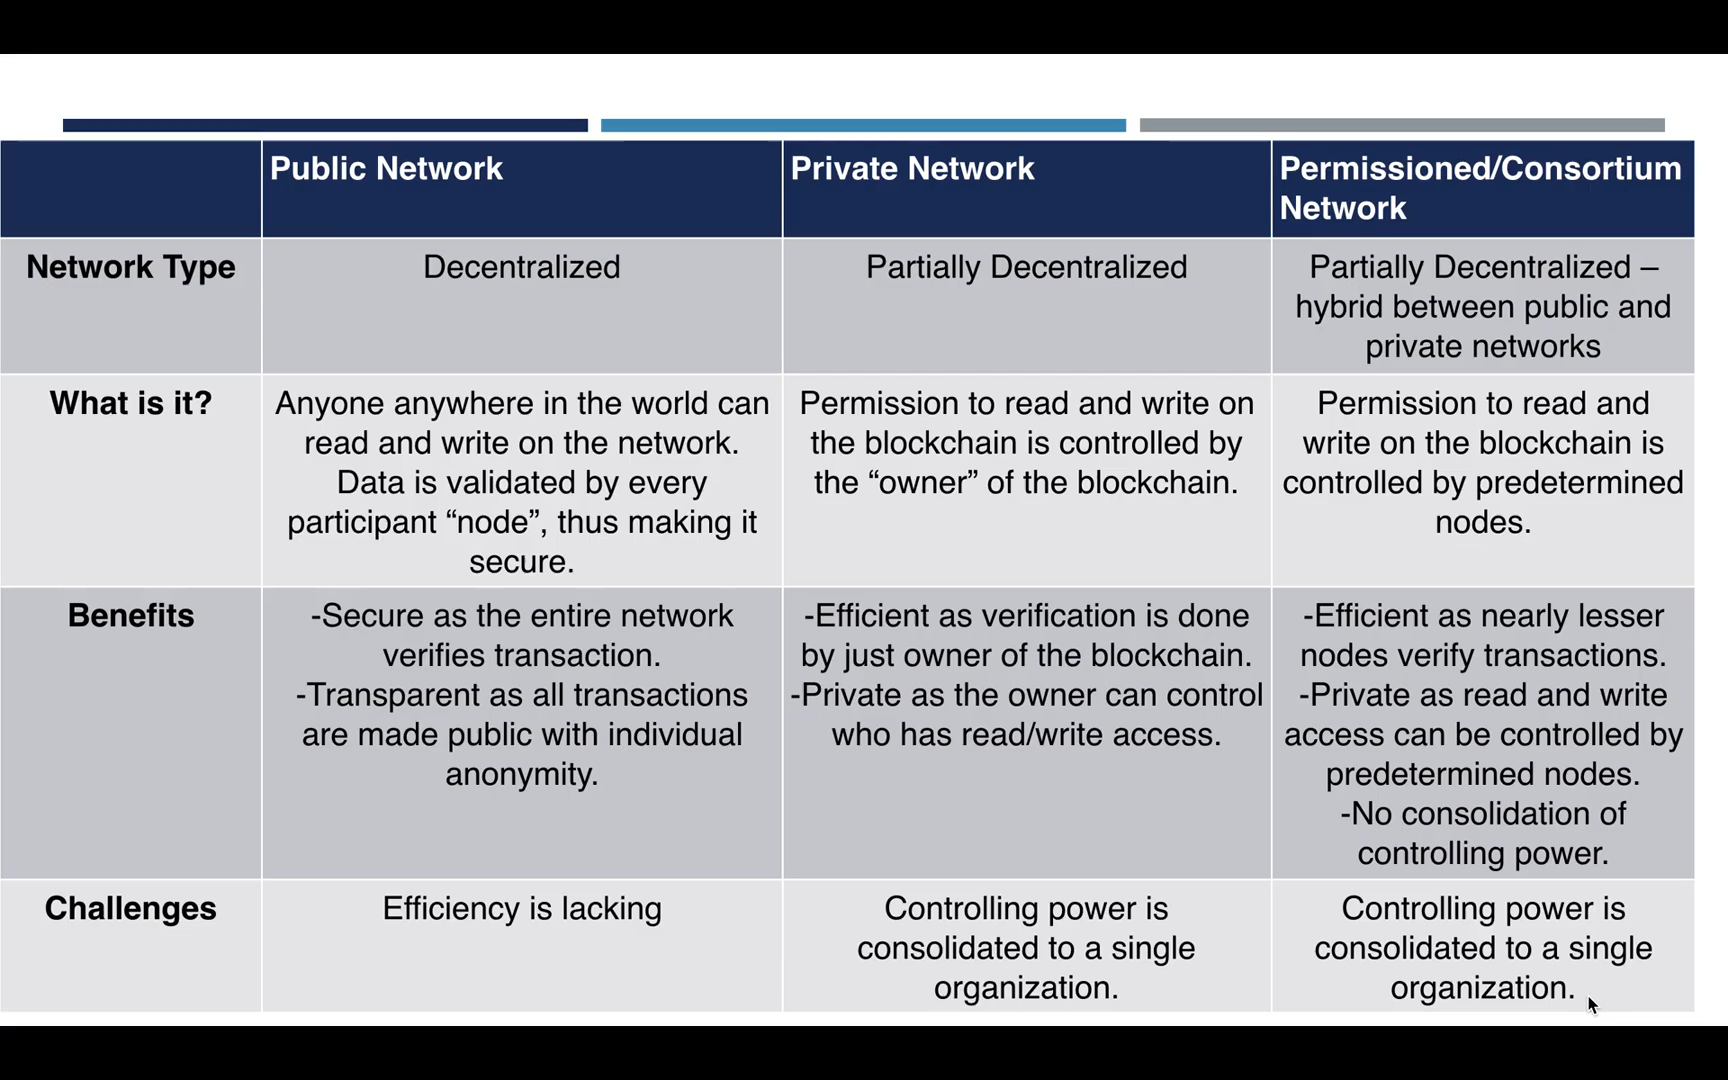 Public Network
Private Network
Permissioned/Consortium
Network
Network Type
Decentralized
Partially Decentralized
Partially Decentralized –
hybrid between public and
private networks
What is it?
Anyone anywhere in the world can
read and write on the network.
Data is validated by every
participant “node”, thus making it
secure.
Permission to read and write on
the blockchain is controlled by
the “owner” of the blockchain.
Permission to read and
write on the blockchain is
controlled by predetermined
nodes.
Benefits
-Secure as the entire network
verifies transaction.
-Transparent as all transactions
are made public with individual
anonymity.
-Efficient as verification is done
by just owner of the blockchain.
-Private as the owner can control
who has read/write access.
-Efficient as nearly lesser
nodes verify transactions.
-Private as read and write
access can be controlled by
predetermined nodes.
-No consolidation of
controlling power.
Challenges
Efficiency is lacking
Controlling power is
consolidated to a single
organization.
Controlling power is
consolidated to a single
organization.